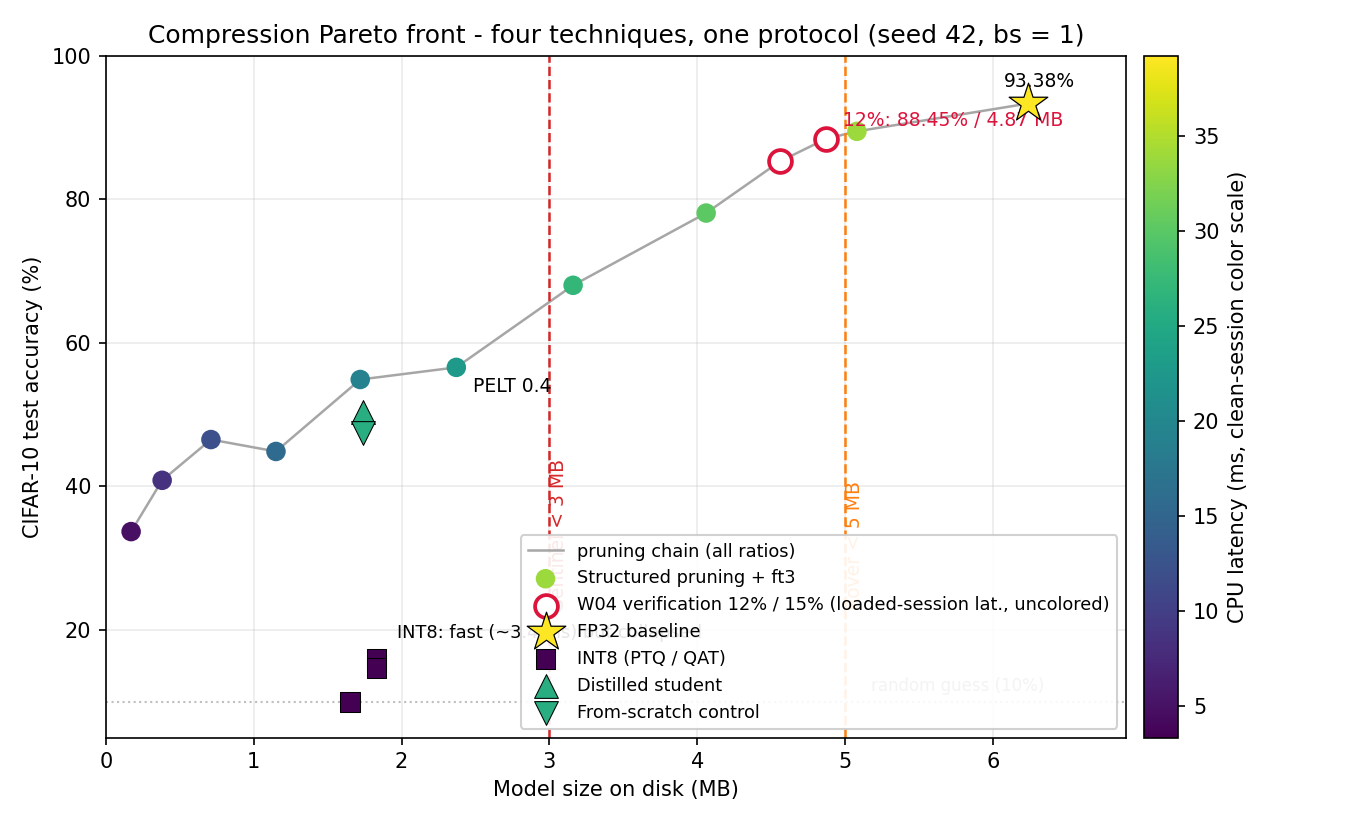 Compression Pareto front - four techniques, one protocol (seed 42, bs = 1)
CIFAR-10 test accuracy (%)
100
80
60
40
20
93.38%
12%: 88.45% / 4.87 MB
PELT 0.4
< 3 MB
< 5 MB
INT8: fast (~3
random guess (10%)
pruning chain (all ratios)
Structured pruning + ft3
W04 verification 12% / 15% (loaded-session lat., uncolored)
FP32 baseline
INT8 (PTQ / QAT)
Distilled student
From-scratch control
0
1
2
3
4
5
6
Model size on disk (MB)
35
30
25
20
15
10
5
CPU latency (ms, clean-session color scale)